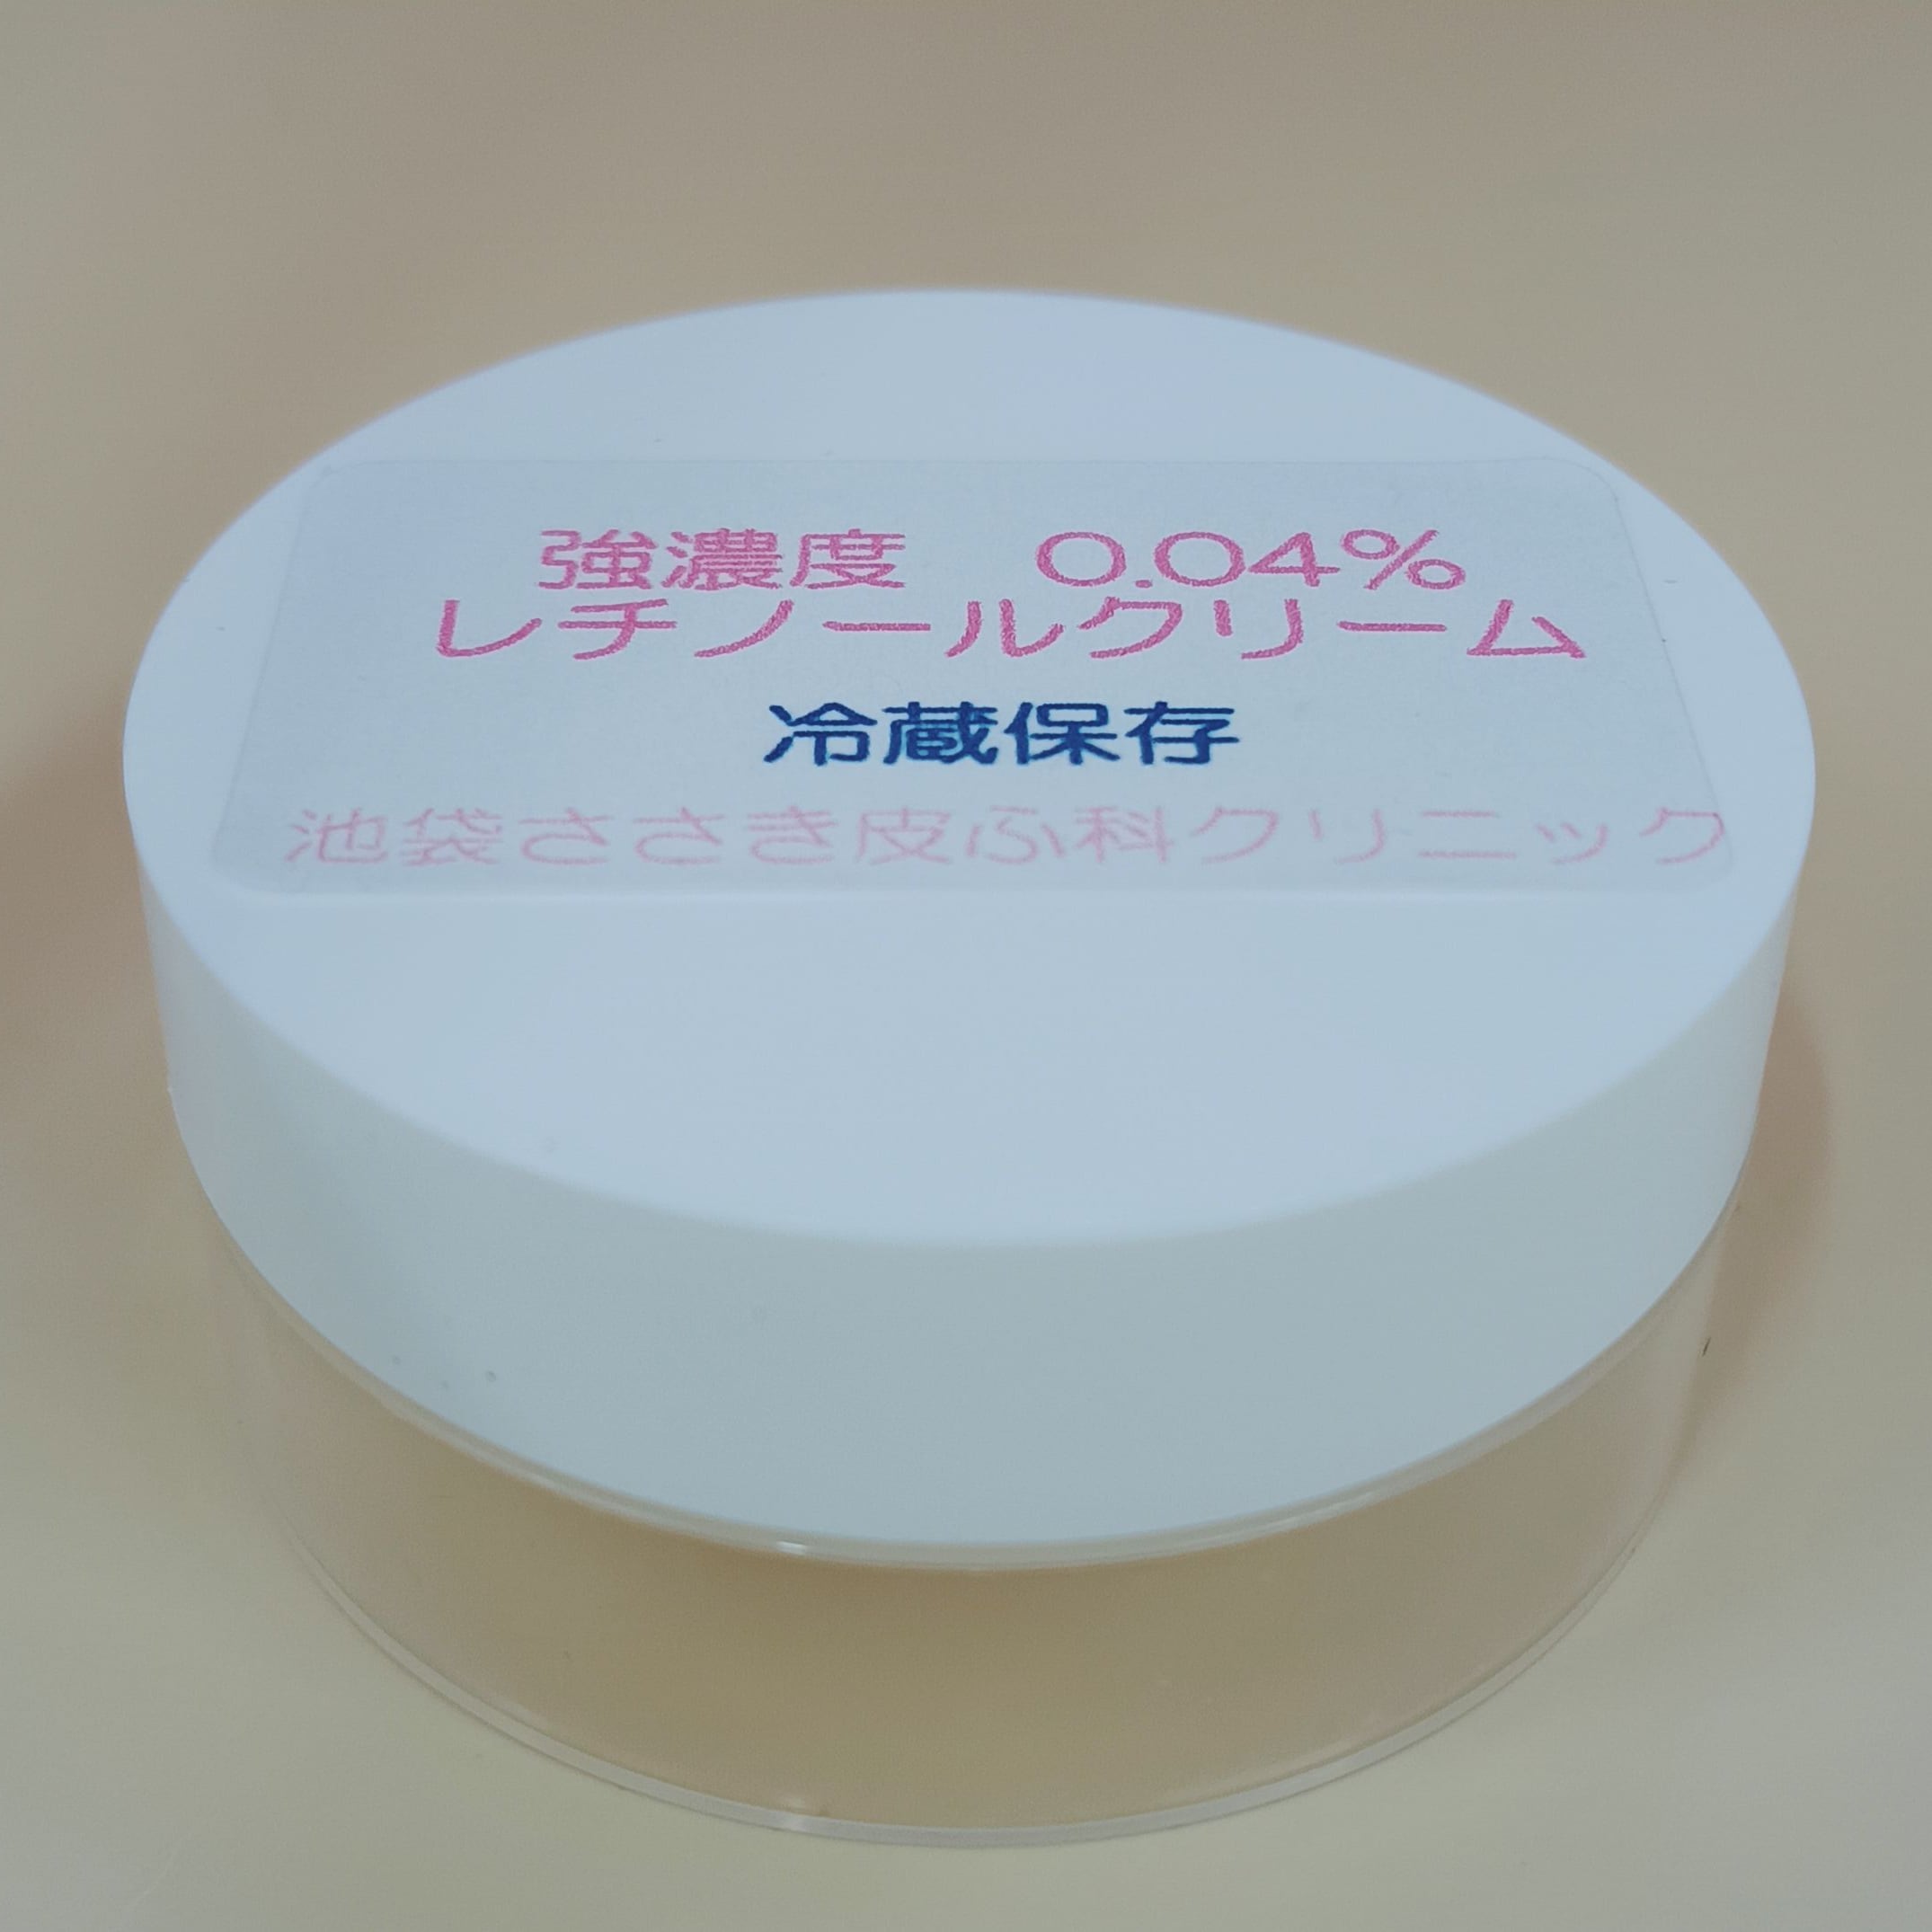 強濃度　0.04%
レチノールクリーム
冷蔵保存
池袋ささき皮ふ科クリニック